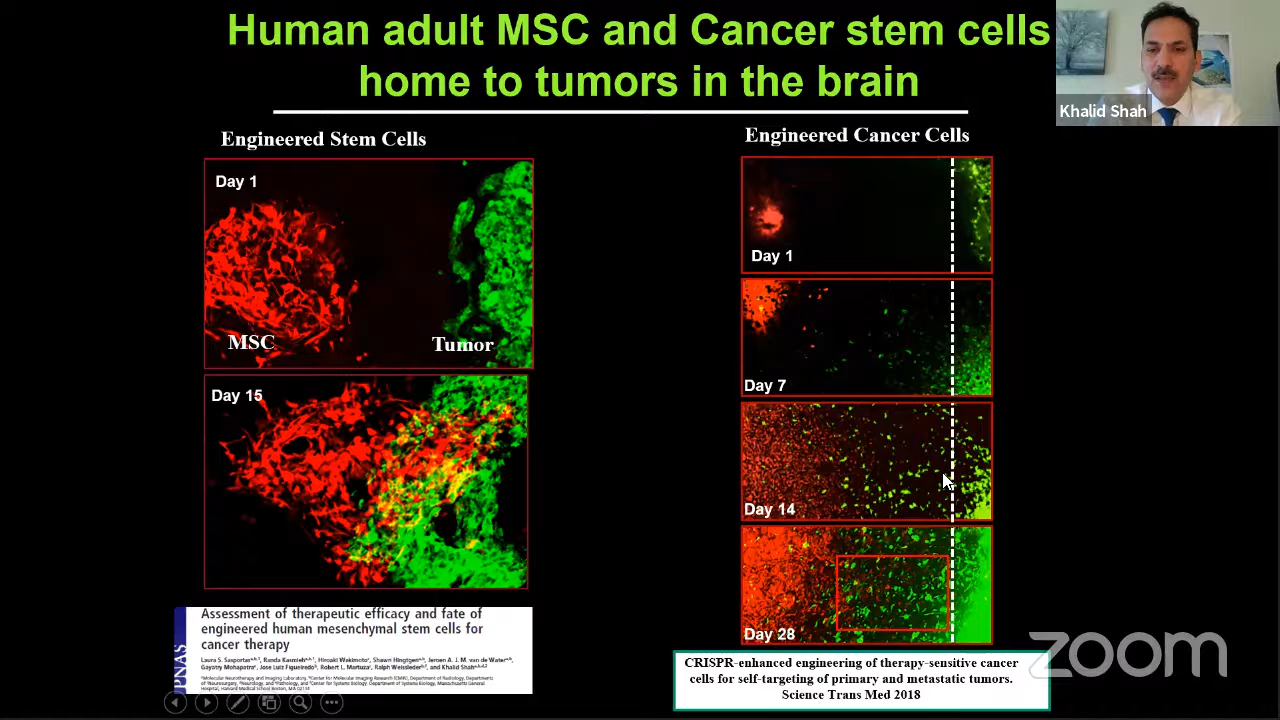 Human adult MSC and Cancer stem cells
home to tumors in the brain
Khalid Shah
Engineered Stem Cells
Day 1
MSC
Tumor
Day 15
PNAS
Assessment of therapeutic efficacy and fate of
engineered human mesenchymal stem cells for
cancer therapy
Engineered Cancer Cells
Day 1
Day 7
Day 14
Day 28
CRISPR-enhanced engineering of therapy-sensitive cancer
cells for self-targeting of primary and metastatic tumors.
Science Trans Med 2018
zoom